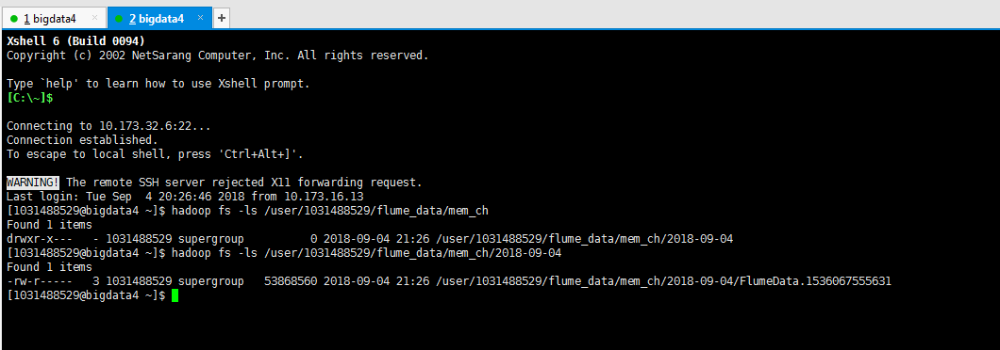 1 bigdata4 ×
2 bigdata4 × +
Xshell 6 (Build 0094)
Copyright (c) 2002 NetSarang Computer, Inc. All rights reserved.
Type `help' to learn how to use Xshell prompt.
[C:\~]$
Connecting to 10.173.32.6:22...
Connection established.
To escape to local shell, press 'Ctrl+Alt+]'.
WARNING! The remote SSH server rejected X11 forwarding request.
Last login: Tue Sep  4 20:26:46 2018 from 10.173.16.13
[1031488529@bigdata4 ~]$ hadoop fs -ls /user/1031488529/flume_data/mem_ch
Found 1 items
drwxr-x---   - 1031488529 supergroup          0 2018-09-04 21:26 /user/1031488529/flume_data/mem_ch/2018-09-04
[1031488529@bigdata4 ~]$ hadoop fs -ls /user/1031488529/flume_data/mem_ch/2018-09-04
Found 1 items
-rw-r-----   3 1031488529 supergroup   53868560 2018-09-04 21:26 /user/1031488529/flume_data/mem_ch/2018-09-04/FlumeData.1536067555631
[1031488529@bigdata4 ~]$